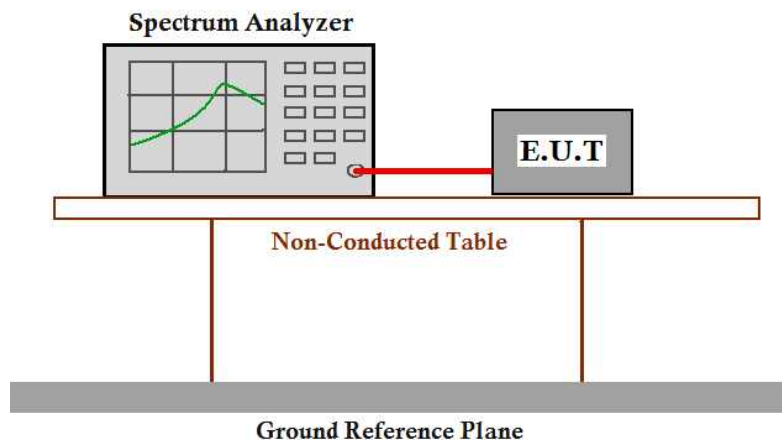 Spectrum Analyzer
E.U.T
Non-Conducted Table
Ground Reference Plane